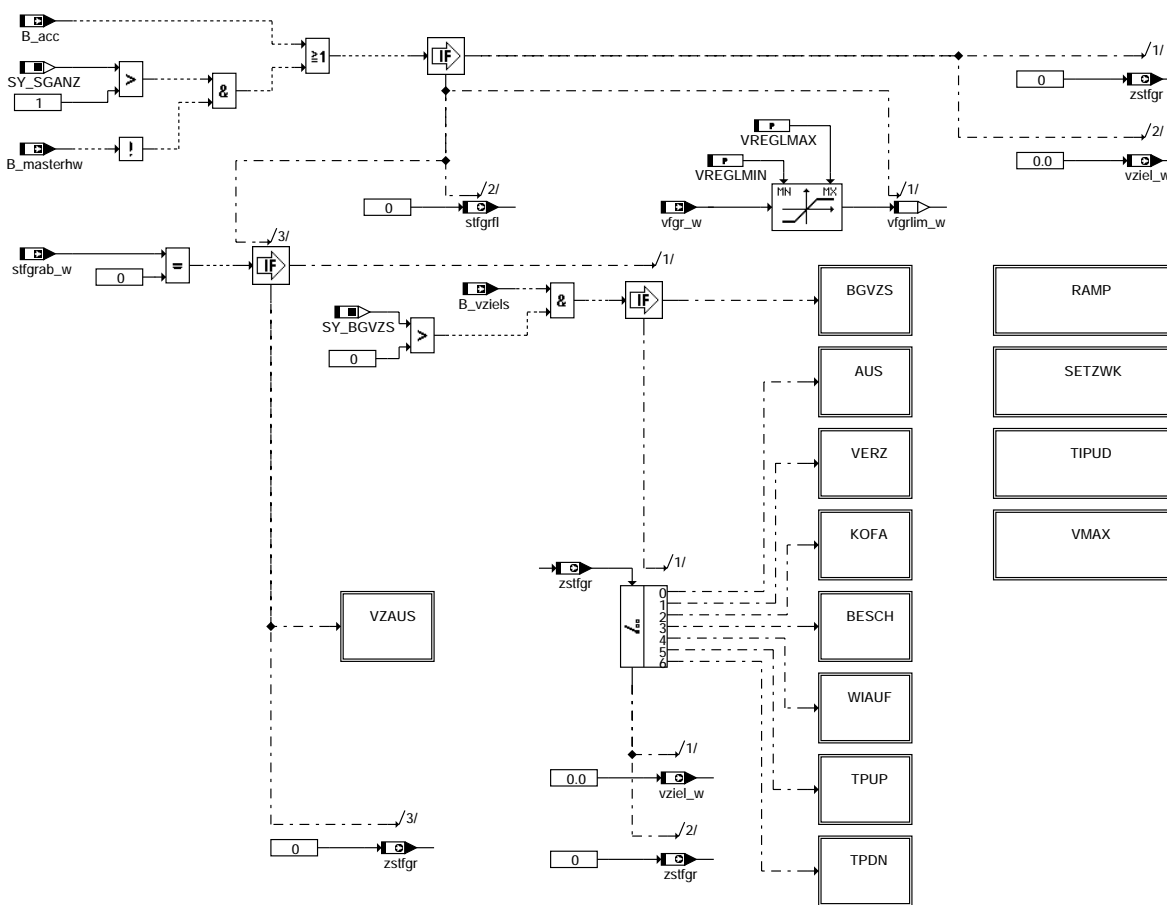 B_acc
SY_SGANZ
>
1
&
≥1
IF
/1/
0
zstfgr
B_masterhw
!
VREGLMAX
P
VREGLMIN
P
MN MX
/2/
0.0
vziel_w
/2/
0
stfgrfl
vfgr_w
/1/
vfgrlim_w
stfgrab_w
0
=
/3/
IF
/1/
B_vziels
SY_BGVZS
>
0
&
IF
BGVZS
RAMP
AUS
SETZWK
VERZ
TIPUD
KOFA
VMAX
zstfgr
/1/
0
1
2
3
4
5
6
BESCH
VZAUS
WIAUF
/1/
0.0
vziel_w
TPUP
/3/
0
zstfgr
/2/
0
zstfgr
TPDN